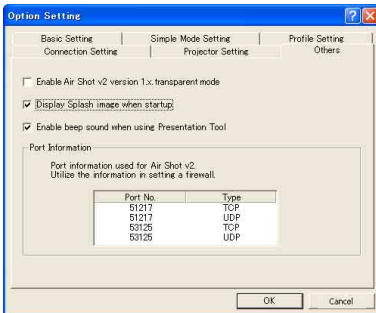 Option Setting
Basic Setting Simple Mode Setting Profile Setting
Connection Setting Projector Setting Others
Enable Air Shot v2 version 1.x. transparent mode
Display Splash image when startup
Enable beep sound when using Presentation Tool
Port Information
Port information used for Air Shot v2.
Utilize the information in setting a firewall.
Port No. Type
51217 TCP
51217 UDP
53125 TCP
53125 UDP
OK Cancel